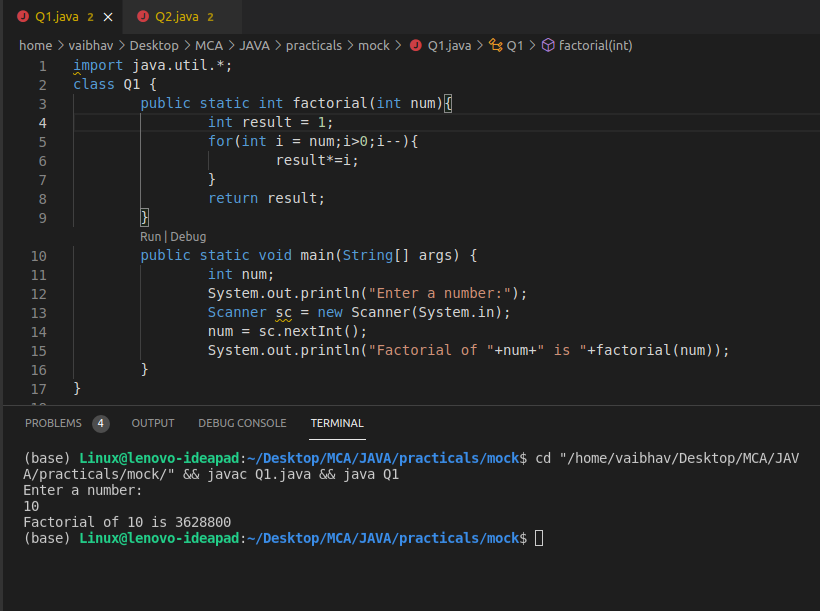 Q1.java 2 Q2.java 2
home > vaibhav > Desktop > MCA > JAVA > practicals > mock > Q1.java > Q1 > factorial(int)
1 import java.util.*;
2 class Q1 {
3 public static int factorial(int num){
4 int result = 1;
5 for(int i = num;i>0;i--){
6 result*=i;
7 }
8 return result;
9 }
Run | Debug
10 public static void main(String[] args) {
11 int num;
12 System.out.println("Enter a number:");
13 Scanner sc = new Scanner(System.in);
14 num = sc.nextInt();
15 System.out.println("Factorial of "+num+" is "+factorial(num));
16 }
17 }
PROBLEMS 4 OUTPUT DEBUG CONSOLE TERMINAL
(base) Linux@lenovo-ideapad:~/Desktop/MCA/JAVA/practicals/mock$ cd "/home/vaibhav/Desktop/MCA/JAV
A/practicals/mock/" && javac Q1.java && java Q1
Enter a number:
10
Factorial of 10 is 3628800
(base) Linux@lenovo-ideapad:~/Desktop/MCA/JAVA/practicals/mock$